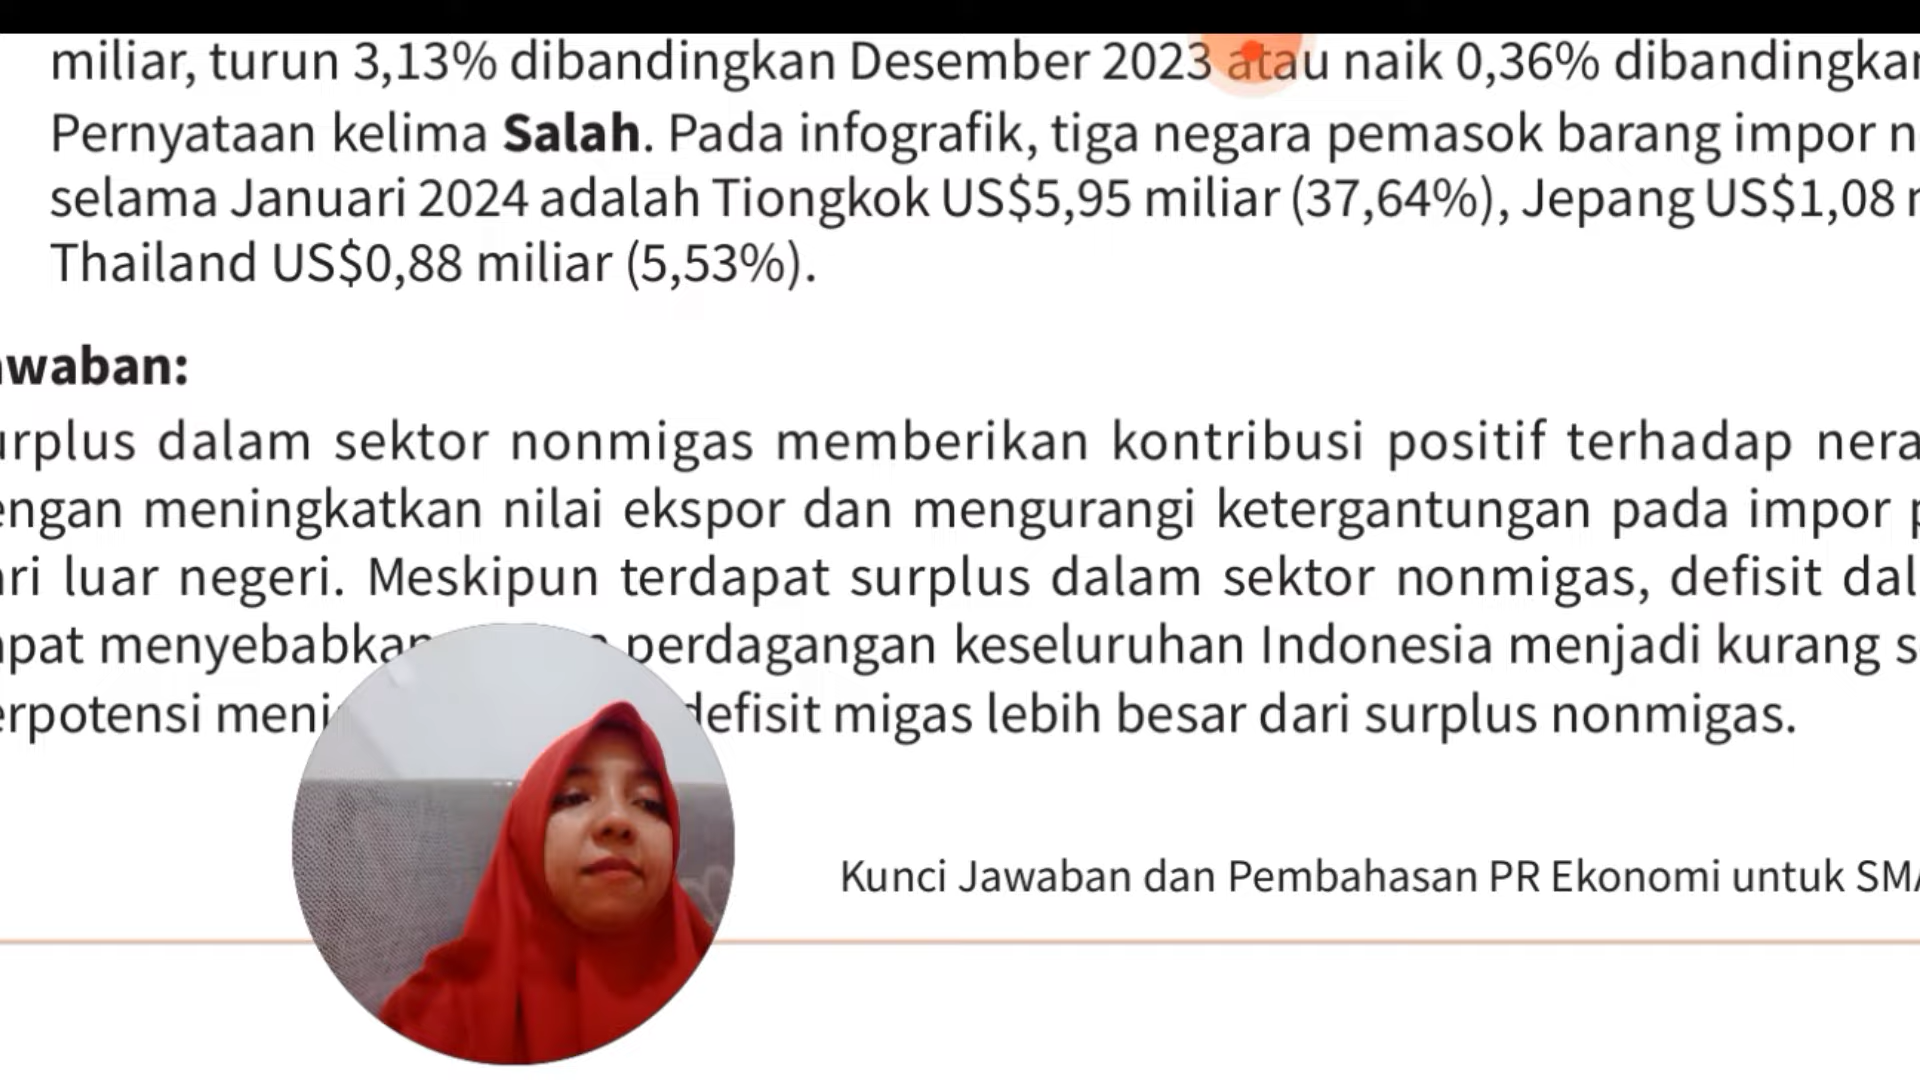 miliar, turun 3,13% dibandingkan Desember 2023 atau naik 0,36% dibandingkan
Pernyataan kelima Salah. Pada infografik, tiga negara pemasok barang impor
selama Januari 2024 adalah Tiongkok US$5,95 miliar (37,64%), Jepang US$1,08
Thailand US$0,88 miliar (5,53%).
awaban:
urplus dalam sektor nonmigas memberikan kontribusi positif terhadap nera
engan meningkatkan nilai ekspor dan mengurangi ketergantungan pada impor
ari luar negeri. Meskipun terdapat surplus dalam sektor nonmigas, defisit dal
apat menyebabkan perdagangan keseluruhan Indonesia menjadi kurang
erpotensi defisit migas lebih besar dari surplus nonmigas.
Kunci Jawaban dan Pembahasan PR Ekonomi untuk SMA